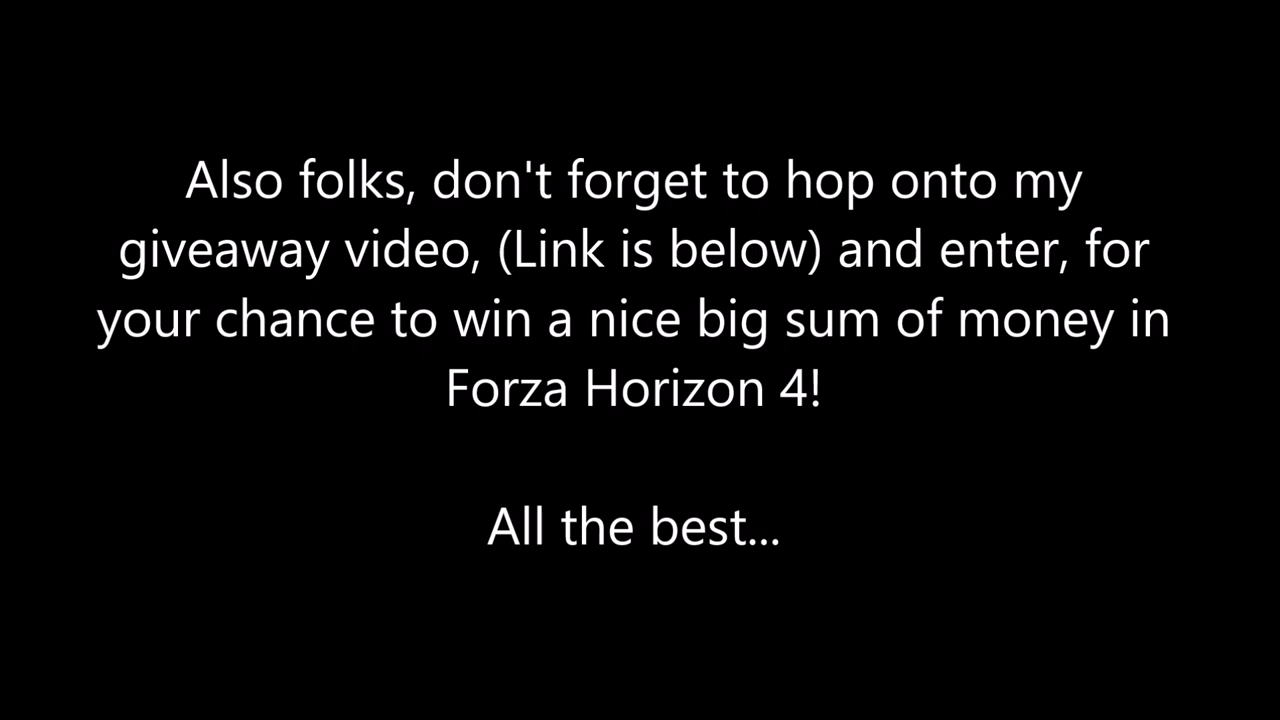 Also folks, don't forget to hop onto my
giveaway video, (Link is below) and enter, for
your chance to win a nice big sum of money in
Forza Horizon 4!
All the best...